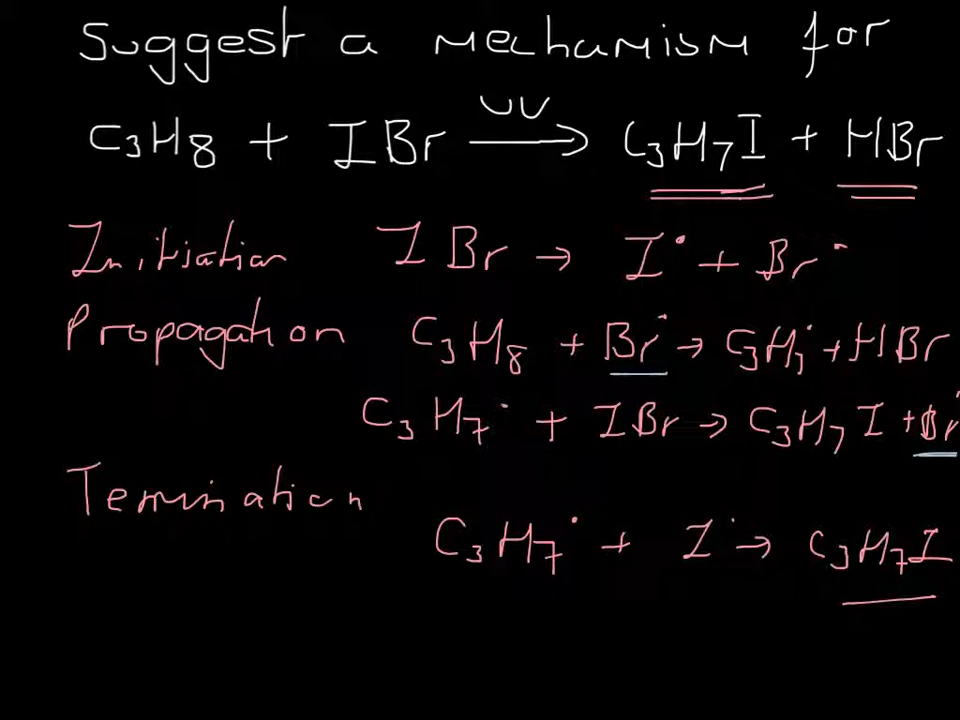 Suggest a mechanism for
C₃H₈ + IBr UV → C₃H₇I + HBr
Initiation IBr → I• + Br•
Propagation C₃H₈ + Br• → C₃H₇• + HBr
C₃H₇• + IBr → C₃H₇I + Br•
Termination
C₃H₇• + I• → C₃H₇I